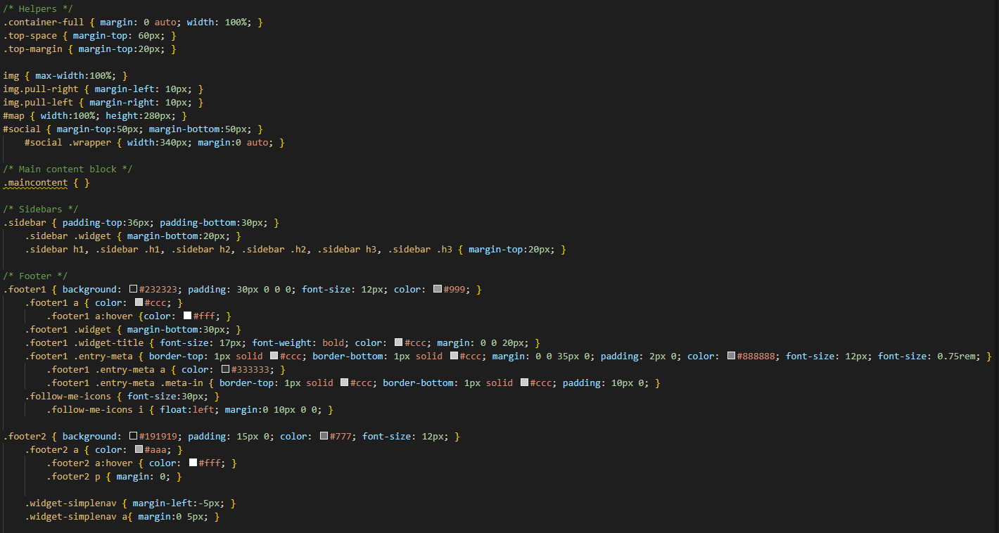 /* Helpers */
.container-full { margin: 0 auto; width: 100%; }
.top-space { margin-top: 60px; }
.top-margin { margin-top:20px; }
img { max-width:100%; }
img.pull-right { margin-left: 10px; }
img.pull-left { margin-right: 10px; }
#map { width:100%; height:280px; }
#social { margin-top:50px; margin-bottom:50px; }
#social .wrapper { width:340px; margin:0 auto; }
/* Main content block */
.maincontent { }
/* Sidebars */
.sidebar { padding-top:36px; padding-bottom:30px; }
.sidebar .widget { margin-bottom:20px; }
.sidebar h1, .sidebar .h1, .sidebar h2, .sidebar .h2, .sidebar h3, .sidebar .h3 { margin-top:20px; }
/* Footer */
.footer1 { background: #232323; padding: 30px 0 0 0; font-size: 12px; color: #999; }
.footer1 a { color: #ccc; }
.footer1 a:hover {color: #fff; }
.footer1 .widget { margin-bottom:30px; }
.footer1 .widget-title { font-size: 17px; font-weight: bold; color: #ccc; margin: 0 0 20px; }
.footer1 .entry-meta { border-top: 1px solid #ccc; border-bottom: 1px solid #ccc; margin: 0 0 35px 0; padding: 2px 0; color: #888888; font-size: 12px; font-size: 0.75rem; }
.footer1 .entry-meta a { color: #333333; }
.footer1 .entry-meta .meta-in { border-top: 1px solid #ccc; border-bottom: 1px solid #ccc; padding: 10px 0; }
.follow-me-icons { font-size:30px; }
.follow-me-icons i { float:left; margin:0 10px 0 0; }
.footer2 { background: #191919; padding: 15px 0; color: #777; font-size: 12px; }
.footer2 a { color: #aaa; }
.footer2 a:hover { color: #fff; }
.footer2 p { margin: 0; }
.widget-simplenav { margin-left:-5px; }
.widget-simplenav a{ margin:0 5px; }